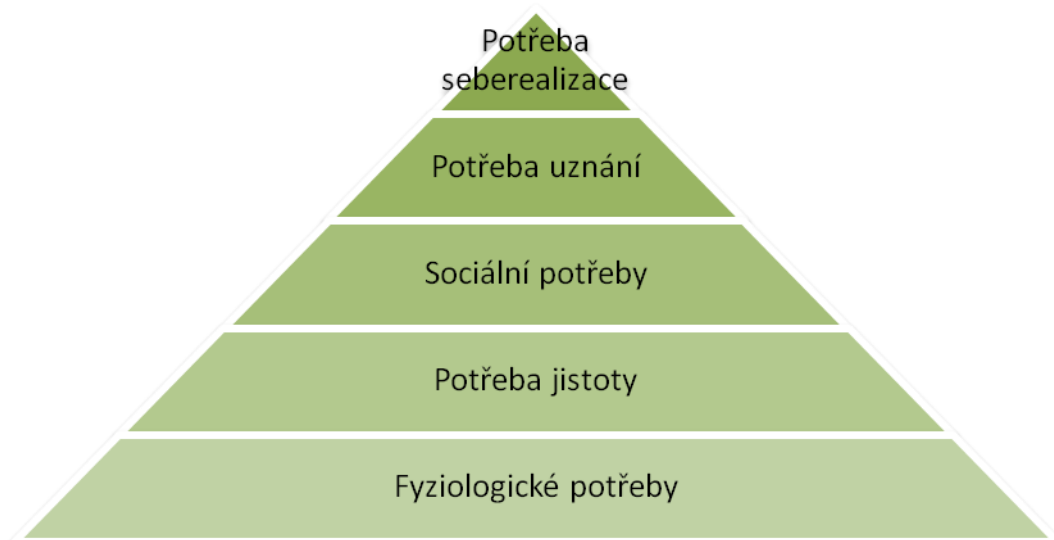 Potřeba
seberealizace
Potřeba uznání
Sociální potřeby
Potřeba jistoty
Fyziologické potřeby